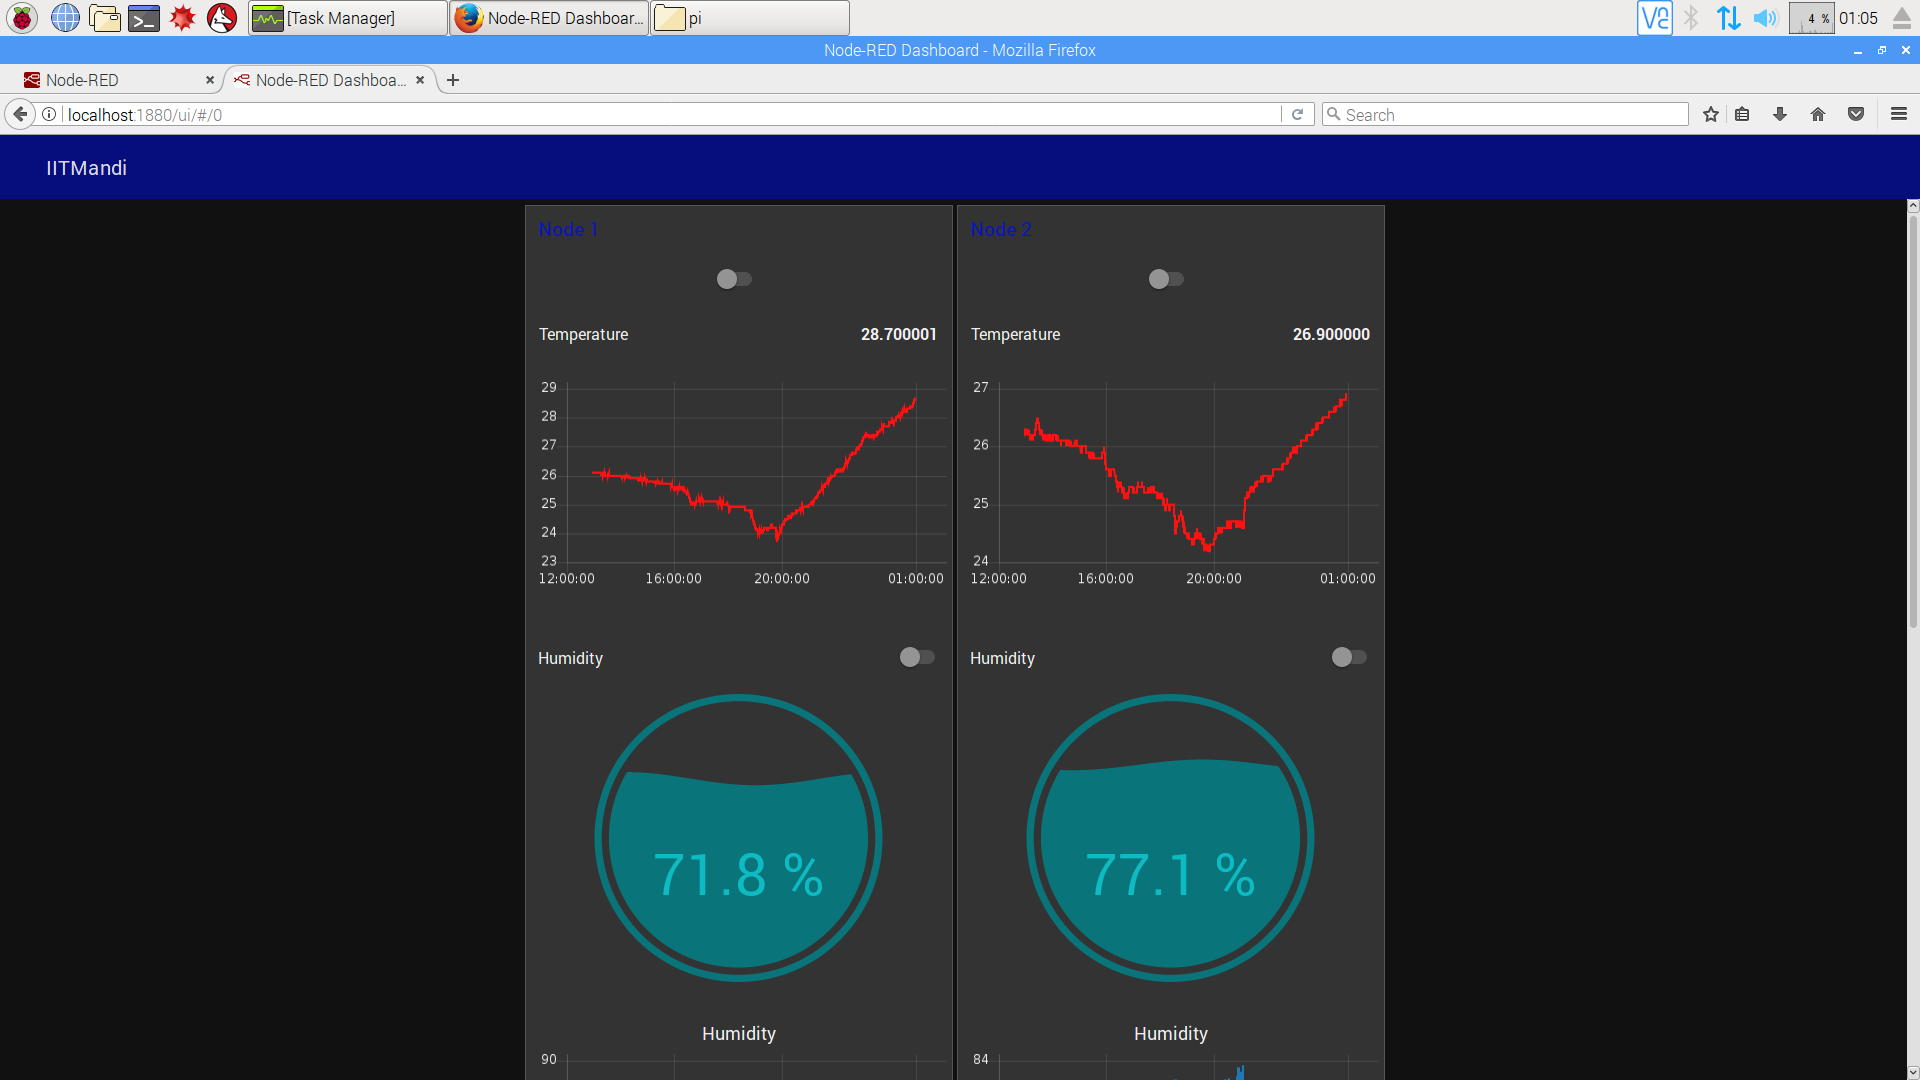 [Task Manager]
Node-RED Dashboar...
pi
4 %
01:05
Node-RED Dashboard - Mozilla Firefox
Node-RED
Node-RED Dashboa...
localhost:1880/ui/#/0
Search
IITMandi
Node 1
Temperature 28.700001
29
28
27
26
25
24
23
12:00:00 16:00:00 20:00:00 01:00:00
Humidity
71.8 %
Humidity
90
Node 2
Temperature 26.900000
27
26
25
24
12:00:00 16:00:00 20:00:00 01:00:00
Humidity
77.1 %
Humidity
84